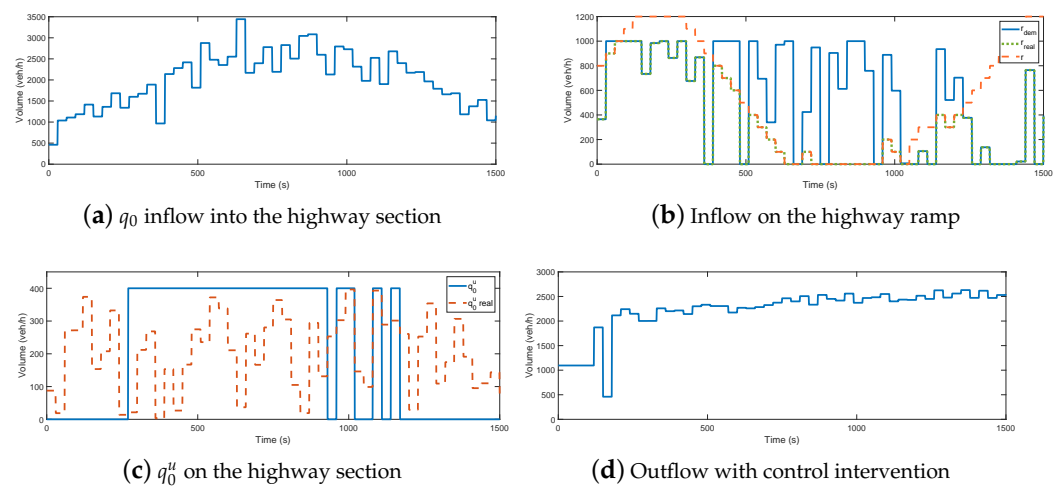 3500
3000
2500
2000
1500
1000
500
0
Volume (veh/h)
0 500 1000 1500
Time (s)
(a) q₀ inflow into the highway section
1200
1000
800
600
400
200
0
Volume (veh/h)
0 500 1000 1500
Time (s)
r_dem
r_real
r
(b) Inflow on the highway ramp
400
300
200
100
0
Volume (veh/h)
0 500 1000 1500
Time (s)
q₀ᵘ
q₀ᵘ real
(c) q₀ᵘ on the highway section
3000
2500
2000
1500
1000
500
0
Volume (veh/h)
0 500 1000 1500
Time (s)
(d) Outflow with control intervention